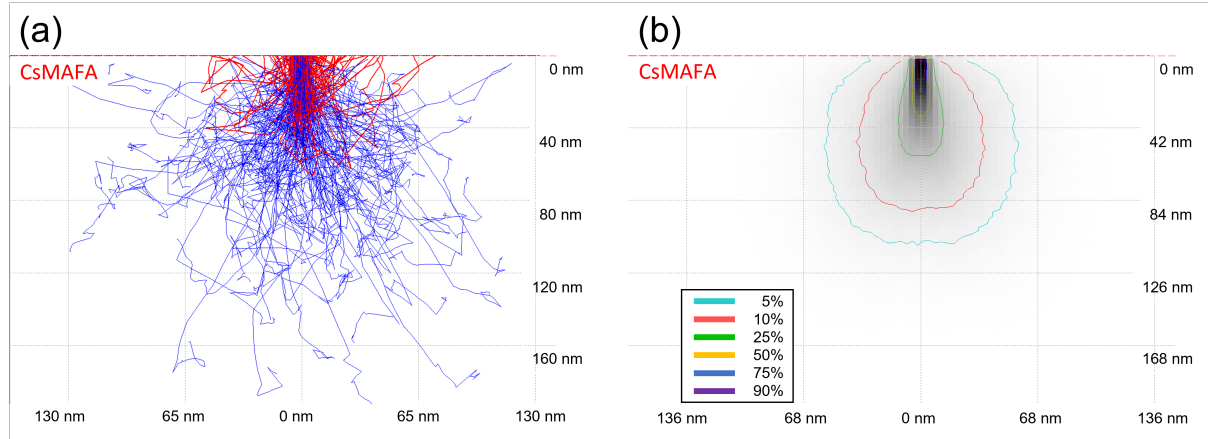 (a)
CsMAFA
0 nm
40 nm
80 nm
120 nm
160 nm
130 nm 65 nm 0 nm 65 nm 130 nm
(b)
CsMAFA
0 nm
42 nm
84 nm
126 nm
168 nm
5%
10%
25%
50%
75%
90%
136 nm 68 nm 0 nm 68 nm 136 nm